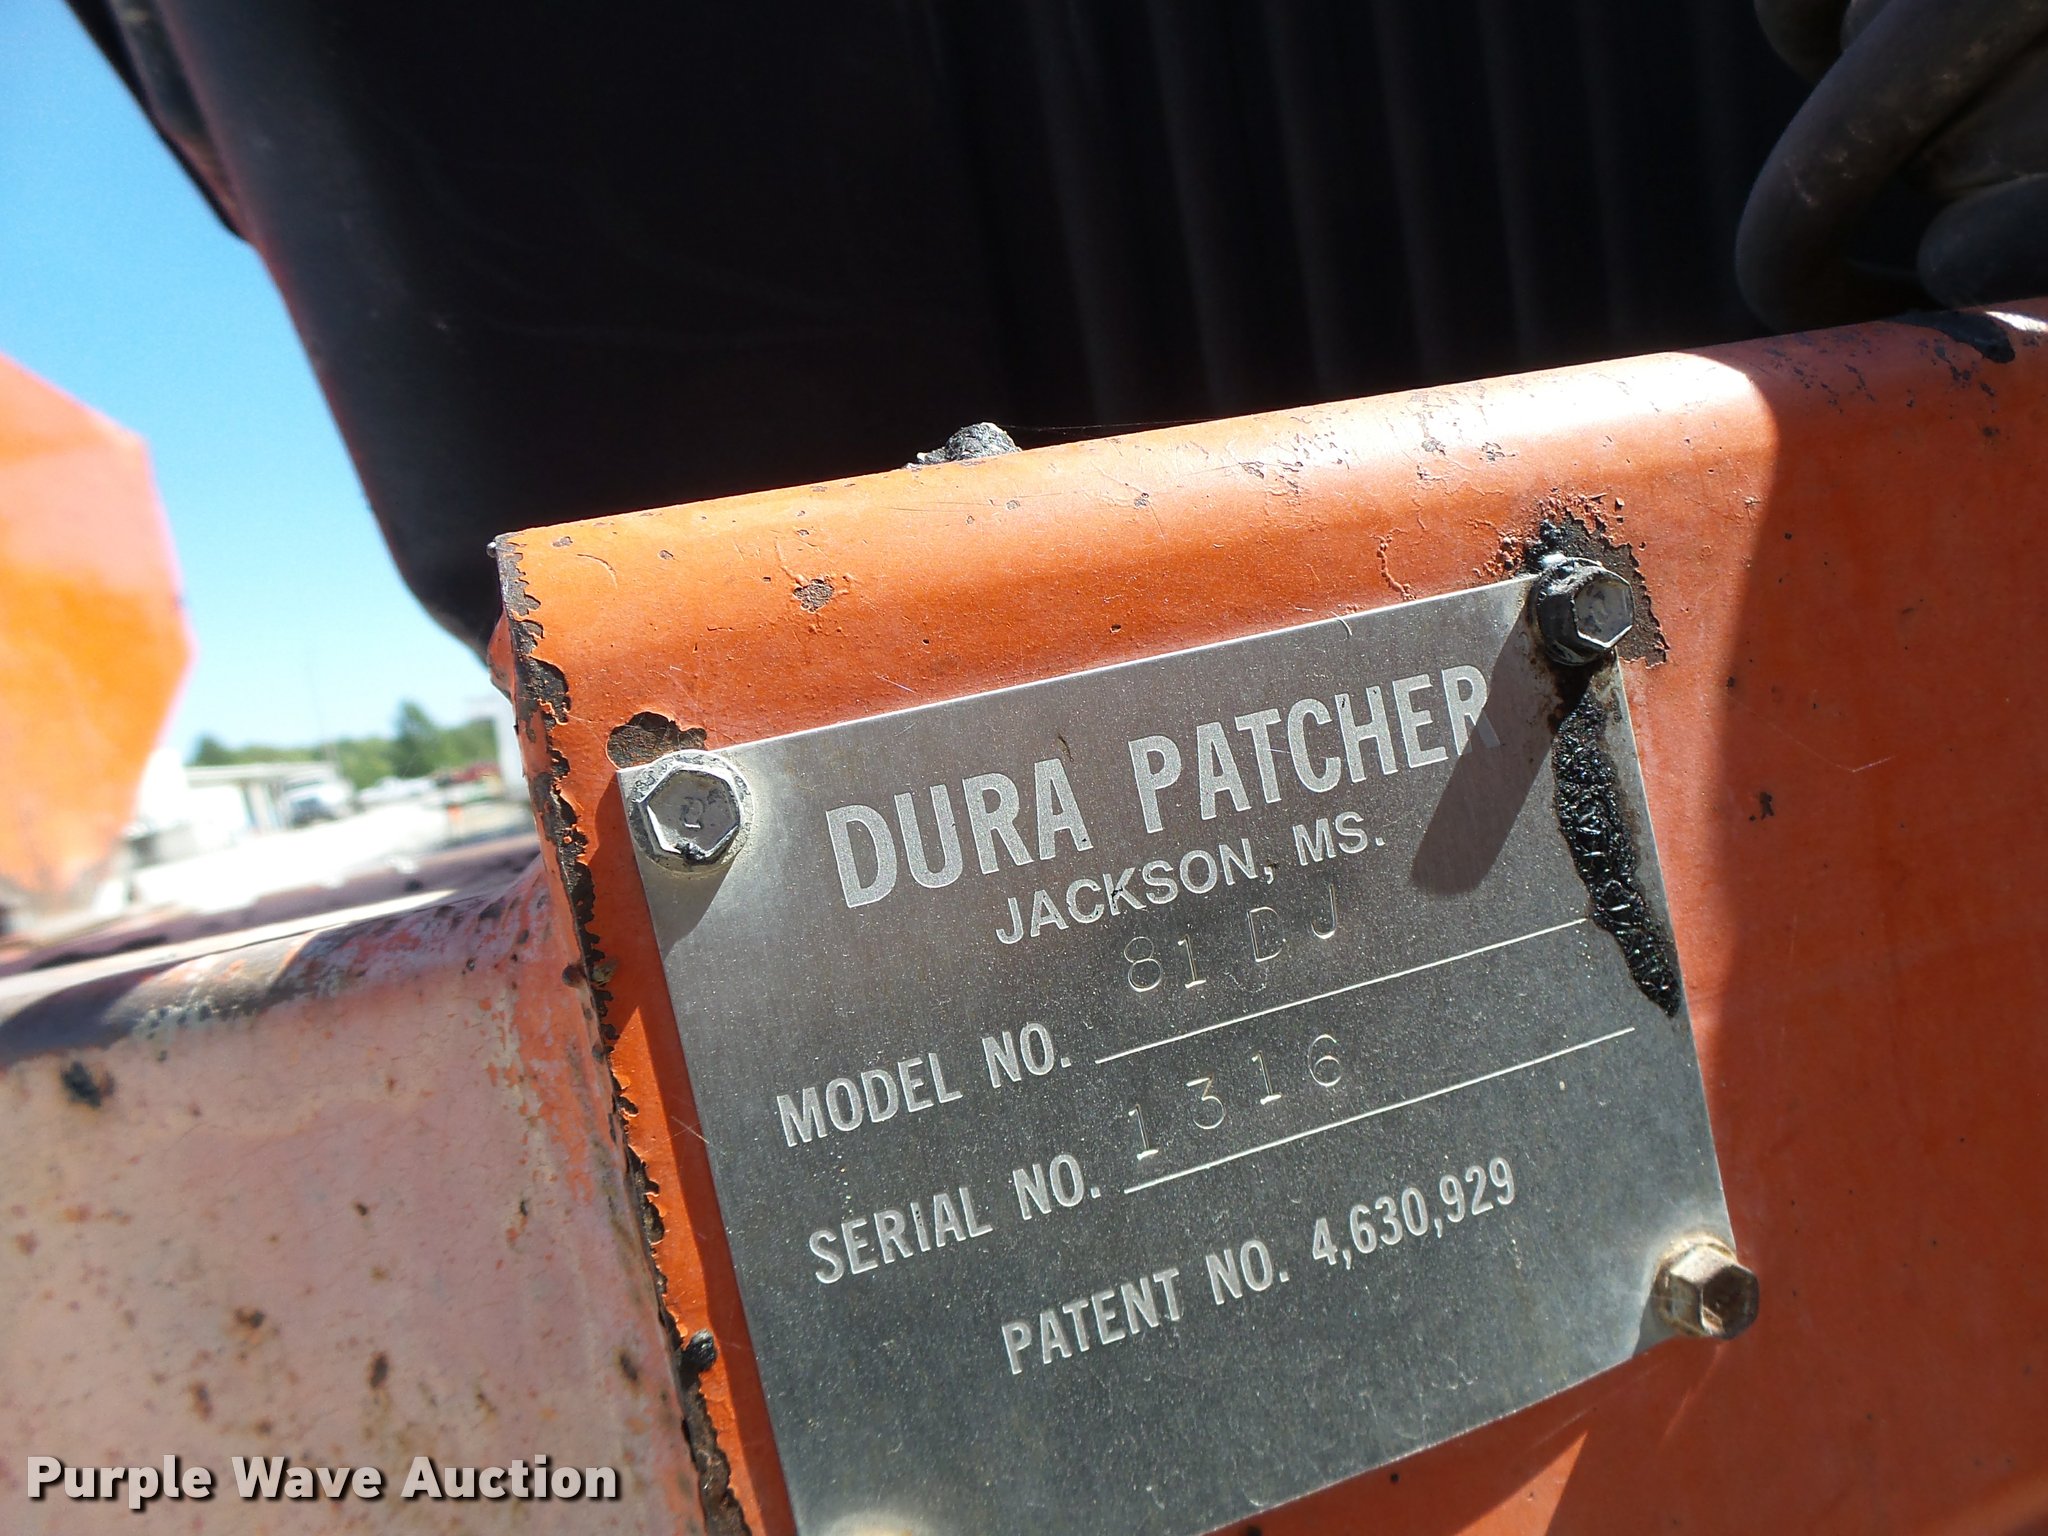 DURA PATCHER
JACKSON, MS.
MODEL NO. 81DJ
SERIAL NO. 1316
PATENT NO. 4,630,929
Purple Wave Auction